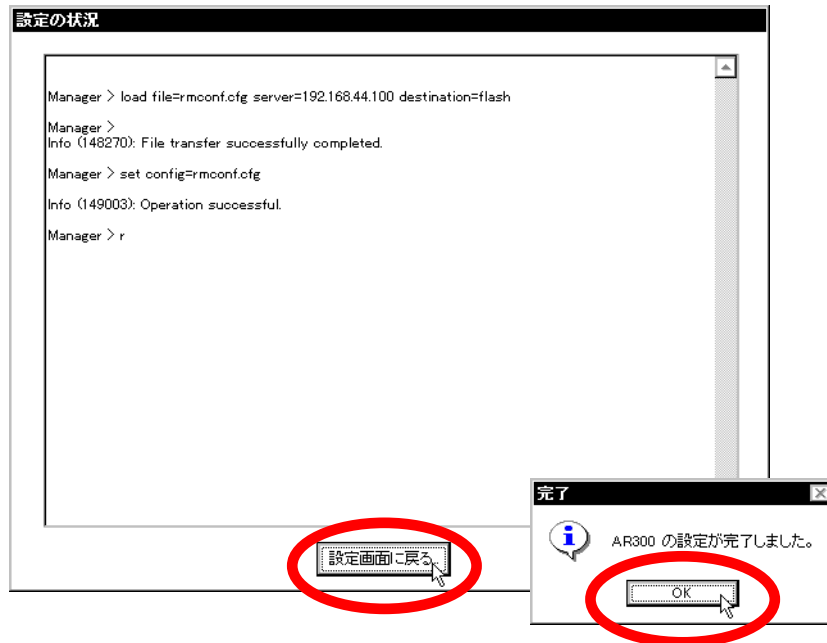 設定の状況
Manager > load file=rmconf.cfg server=192.168.44.100 destination=flash
Manager >
Info (148270): File transfer successfully completed.
Manager > set config=rmconf.cfg
Info (149003): Operation successful.
Manager > r
完了
AR300 の設定が完了しました。
設定画面に戻る
OK